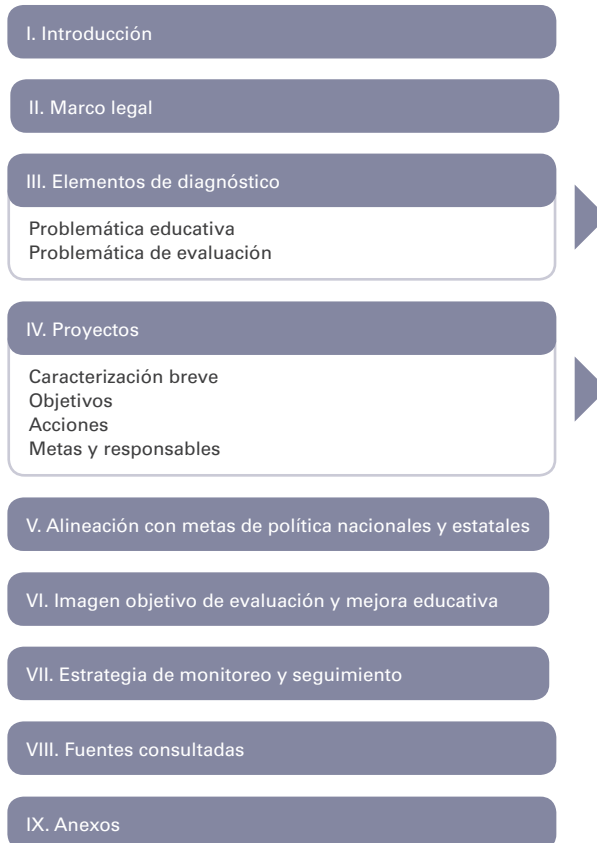 I. Introducción
II. Marco legal
III. Elementos de diagnóstico
Problemática educativa
Problemática de evaluación
IV. Proyectos
Caracterización breve
Objetivos
Acciones
Metas y responsables
V. Alineación con metas de política nacionales y estatales
VI. Imagen objetivo de evaluación y mejora educativa
VII. Estrategia de monitoreo y seguimiento
VIII. Fuentes consultadas
IX. Anexos